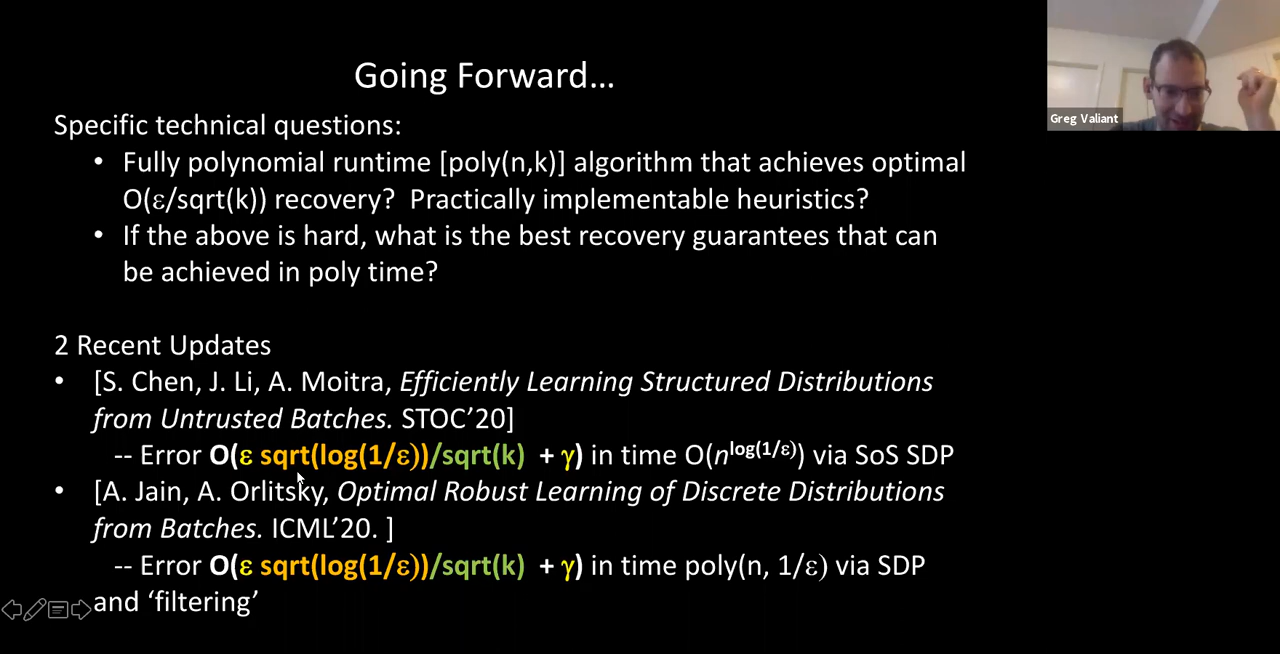 Going Forward...
Greg Valiant
Specific technical questions:
• Fully polynomial runtime [poly(n,k)] algorithm that achieves optimal
O(ε/sqrt(k)) recovery? Practically implementable heuristics?
• If the above is hard, what is the best recovery guarantees that can
be achieved in poly time?
2 Recent Updates
• [S. Chen, J. Li, A. Moitra, Efficiently Learning Structured Distributions
from Untrusted Batches. STOC'20]
-- Error O(ε sqrt(log(1/ε))/sqrt(k) + γ) in time O(n^log(1/ε)) via SoS SDP
• [A. Jain, A. Orlitsky, Optimal Robust Learning of Discrete Distributions
from Batches. ICML'20. ]
-- Error O(ε sqrt(log(1/ε))/sqrt(k) + γ) in time poly(n, 1/ε) via SDP
and 'filtering'